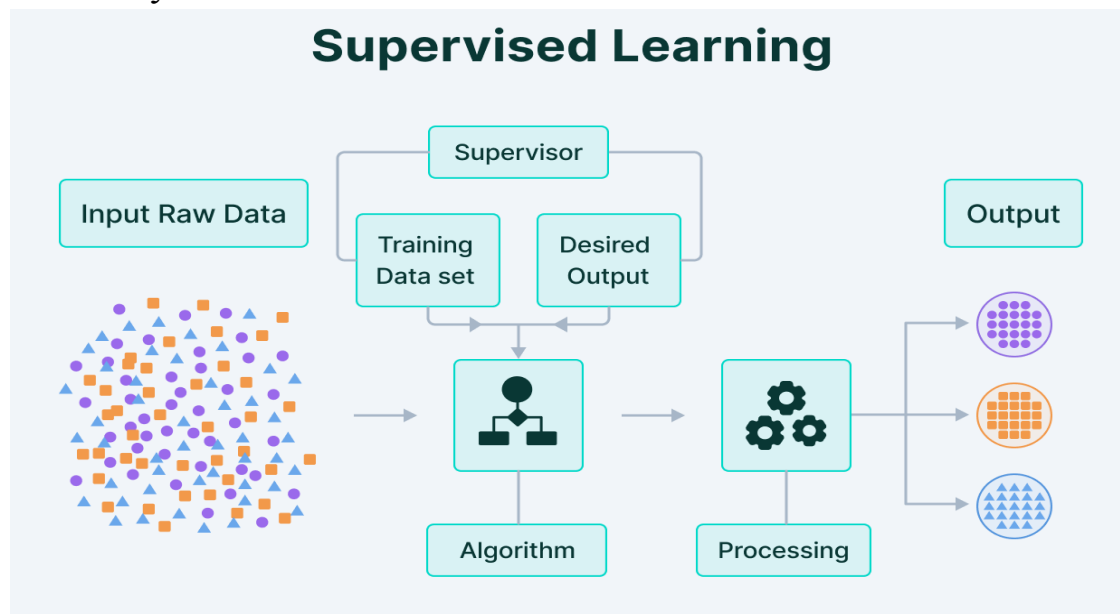 Supervised Learning
Supervisor
Input Raw Data
Training
Data set
Desired
Output
Output
Algorithm
Processing